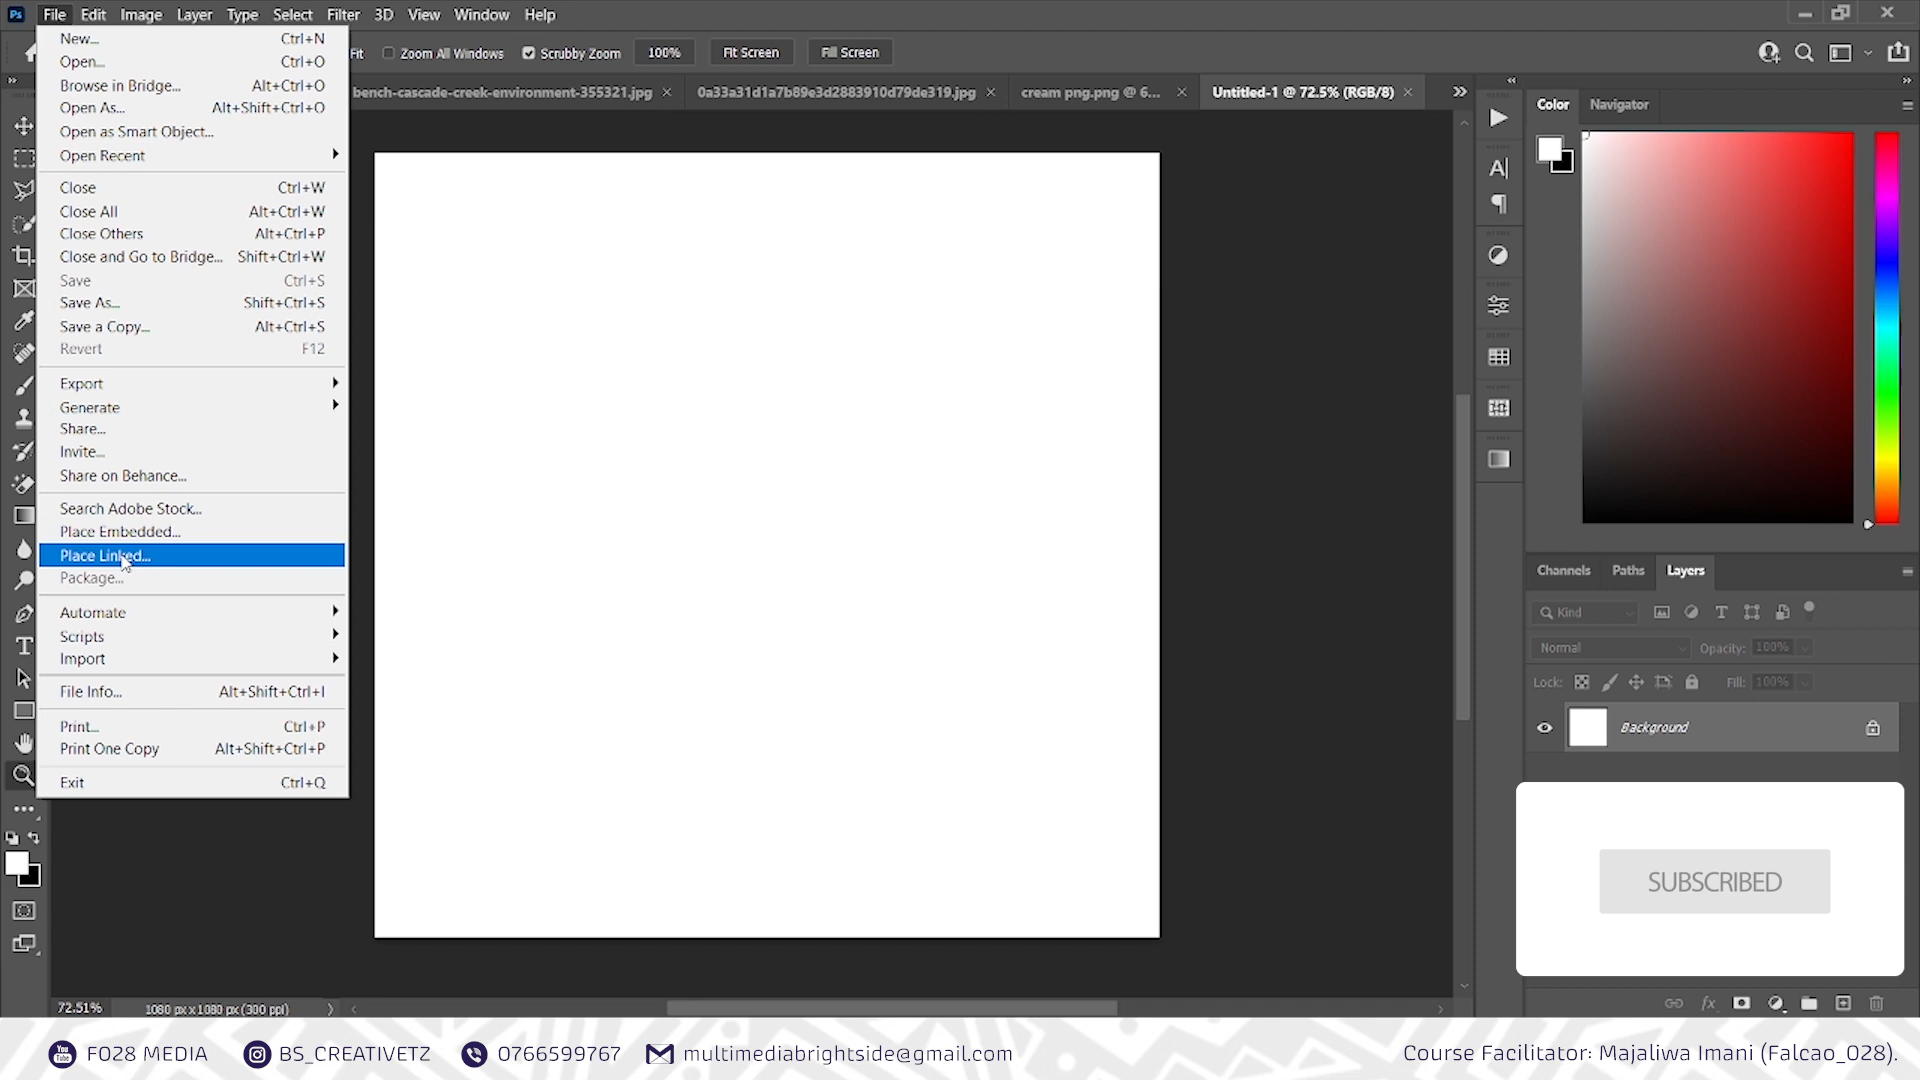 Ps File Edit Image Layer Type Select Filter 3D View Window Help
Fit Zoom All Windows Scrubby Zoom 100% Fit Screen Fill Screen
bench-cascade-creek-environment-355321.jpg 0a33a31d1a7b89e3d2883910d79de319.jpg cream png.png @ 6... Untitled-1 @ 72.5% (RGB/8)
New... Ctrl+N
Open... Ctrl+O
Browse in Bridge... Alt+Ctrl+O
Open As... Alt+Shift+Ctrl+O
Open as Smart Object...
Open Recent
Close Ctrl+W
Close All Alt+Ctrl+W
Close Others Alt+Ctrl+P
Close and Go to Bridge... Shift+Ctrl+W
Save Ctrl+S
Save As... Shift+Ctrl+S
Save a Copy... Alt+Ctrl+S
Revert F12
Export
Generate
Share...
Invite...
Share on Behance...
Search Adobe Stock...
Place Embedded...
Place Linked...
Package...
Automate
Scripts
Import
File Info... Alt+Shift+Ctrl+I
Print... Ctrl+P
Print One Copy Alt+Shift+Ctrl+P
Exit Ctrl+Q
Color Navigator
Channels Paths Layers
Kind
Normal Opacity: 100%
Lock: Fill: 100%
Background
SUBSCRIBED
72.51% 1080 px x 1080 px (300 ppi)
You Tube FO28 MEDIA BS_CREATIVETZ 0766599767 multimediabrightside@gmail.com Course Facilitator: Majaliwa Imani (Falcao_028).